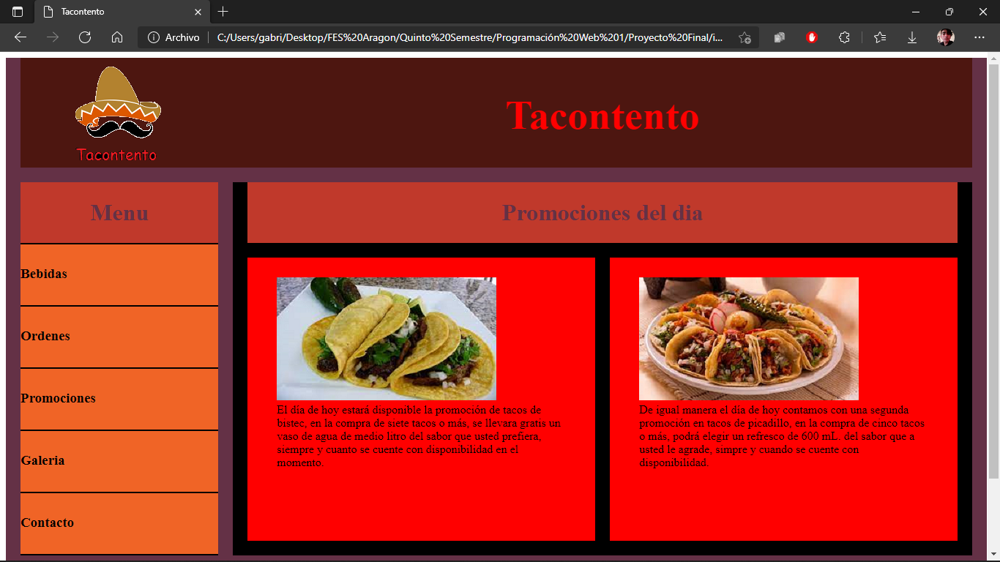 Tacontento
Archivo
C:/Users/gabri/Desktop/FES%20Aragon/Quinto%20Semestre/Programación%20Web%201/Proyecto%20Final/i...
Tacontento
Tacontento
Menu
Bebidas
Ordenes
Promociones
Galeria
Contacto
Promociones del dia
El día de hoy estará disponible la promoción de tacos de
bistec, en la compra de siete tacos o más, se llevara gratis un
vaso de agua de medio litro del sabor que usted prefiera,
siempre y cuanto se cuente con disponibilidad en el
momento.
De igual manera el día de hoy contamos con una segunda
promoción en tacos de picadillo, en la compra de cinco tacos
o más, podrá elegir un refresco de 600 mL. del sabor que a
usted le agrade, simpre y cuando se cuente con
disponibilidad.